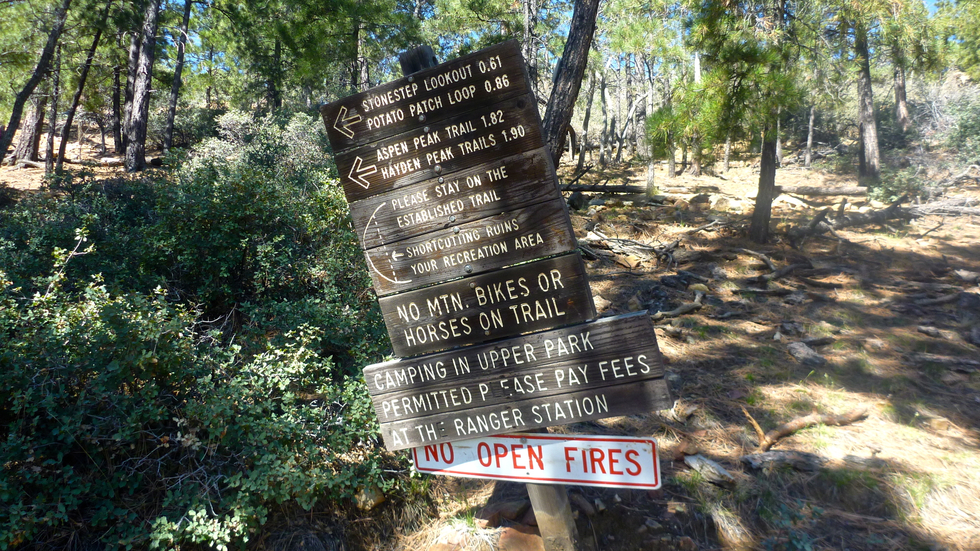 STONESTEP LOOKOUT 0.61
POTATO PATCH LOOP 0.86
ASPEN PEAK TRAIL 1.82
HAYDEN PEAK TRAILS 1.90
PLEASE STAY ON THE
ESTABLISHED TRAIL
SHORTCUTTING RUINS
YOUR RECREATION AREA
NO MTN. BIKES OR
HORSES ON TRAIL
CAMPING IN UPPER PARK
PERMITTED P EASE PAY FEES
AT THE RANGER STATION
NO OPEN FIRES